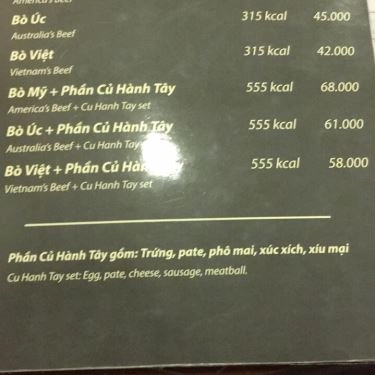 America's Beef
Bò Úc 315 kcal 45.000
Australia's Beef
Bò Việt 315 kcal 42.000
Vietnam's Beef
Bò Mỹ + Phần Củ Hành Tây 555 kcal 68.000
America's Beef + Cu Hanh Tay set
Bò Úc + Phần Củ Hành Tây 555 kcal 61.000
Australia's Beef + Cu Hanh Tay set
Bò Việt + Phần Củ Hành 555 kcal 58.000
Vietnam's Beef + Cu Hanh Tay set
Phần Củ Hành Tây gồm: Trứng, pate, phô mai, xúc xích, xíu mại
Cu Hanh Tay set: Egg, pate, cheese, sausage, meatball.